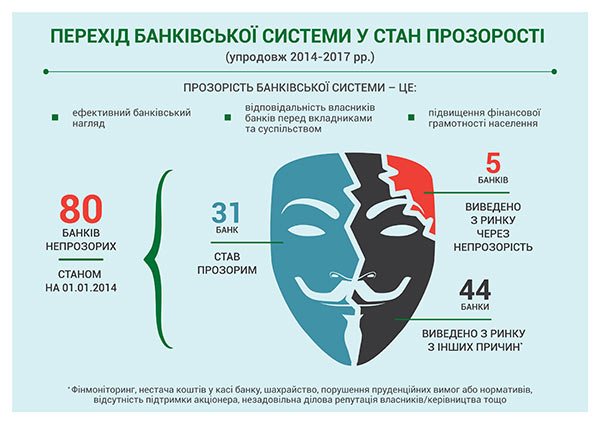 ПЕРЕХІД БАНКІВСЬКОЇ СИСТЕМИ У СТАН ПРОЗОРОСТІ
(упродовж 2014-2017 рр.)
ПРОЗОРІСТЬ БАНКІВСЬКОЇ СИСТЕМИ – ЦЕ:
ефективний банківський
нагляд
відповідальність власників
банків перед вкладниками
та суспільством
підвищення фінансової
грамотності населення
80
БАНКІВ
НЕПРОЗОРИХ
СТАНОМ
НА 01.01.2014
31
БАНК
СТАВ
ПРОЗОРИМ
5
БАНКІВ
ВИВЕДЕНО
З РИНКУ
ЧЕРЕЗ
НЕПРОЗОРІСТЬ
44
БАНКИ
ВИВЕДЕНО З РИНКУ
З ІНШИХ ПРИЧИН*
*Фінмоніторинг, нестача коштів у касі банку, шахрайство, порушення пруденційних вимог або нормативів,
відсутність підтримки акціонера, незадовільна ділова репутація власників/керівництва тощо